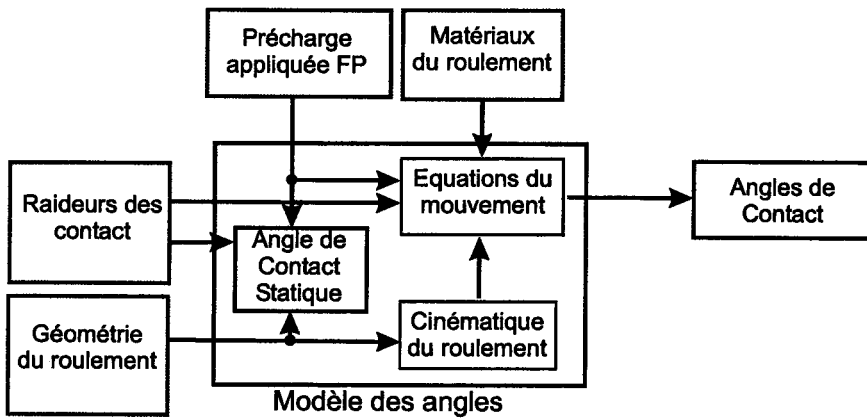 Précharge
appliquée FP
Matériaux
du roulement
Raideurs des
contact
Equations du
mouvement
Angles de
Contact
Angle de
Contact
Statique
Géométrie
du roulement
Cinématique
du roulement
Modèle des angles